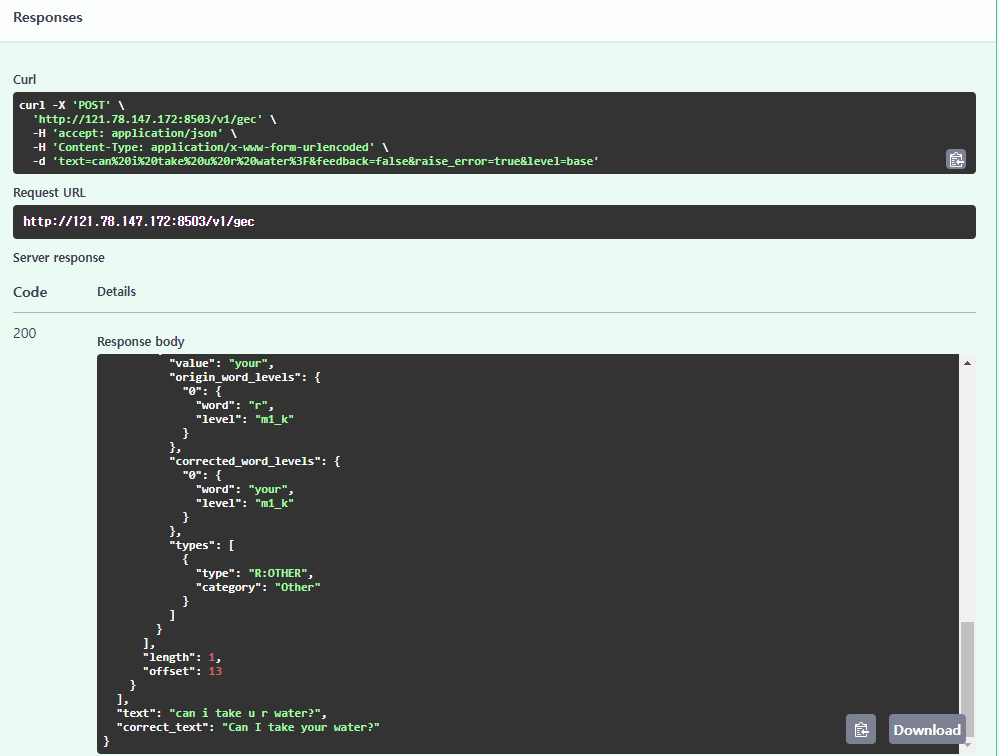 Responses
Curl
curl -X 'POST' \
'http://121.78.147.172:8503/v1/gec' \
-H 'accept: application/json' \
-H 'Content-Type: application/x-www-form-urlencoded' \
-d 'text=can%20i%20take%20u%20r%20water%3F&feedback=false&raise_error=true&level=base'
Request URL
http://121.78.147.172:8503/v1/gec
Server response
Code Details
200
Response body
"value": "your",
"origin_word_levels": {
"0": {
"word": "r",
"level": "m1_k"
}
},
"corrected_word_levels": {
"0": {
"word": "your",
"level": "m1_k"
}
},
"types": [
{
"type": "R:OTHER",
"category": "Other"
}
]
}
],
"length": 1,
"offset": 13
}
],
"text": "can i take u r water?",
"correct_text": "Can I take your water?"
}
Download